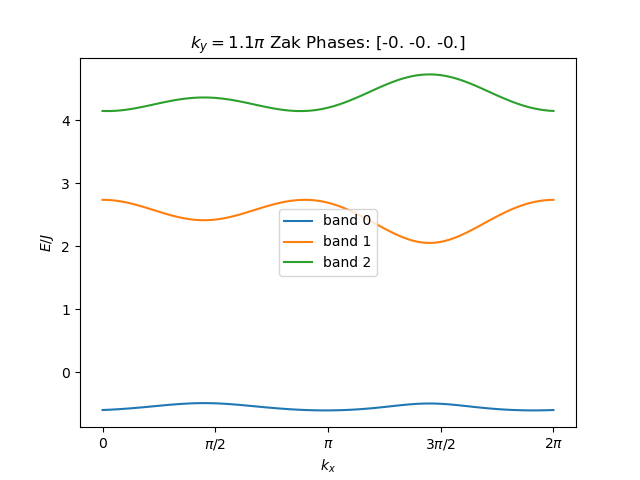 $k_y = 1.1\pi$ Zak Phases: [-0. -0. -0.]
E/J
4
3
2
1
0
band 0
band 1
band 2
0 π/2 π 3π/2 2π
$k_x$